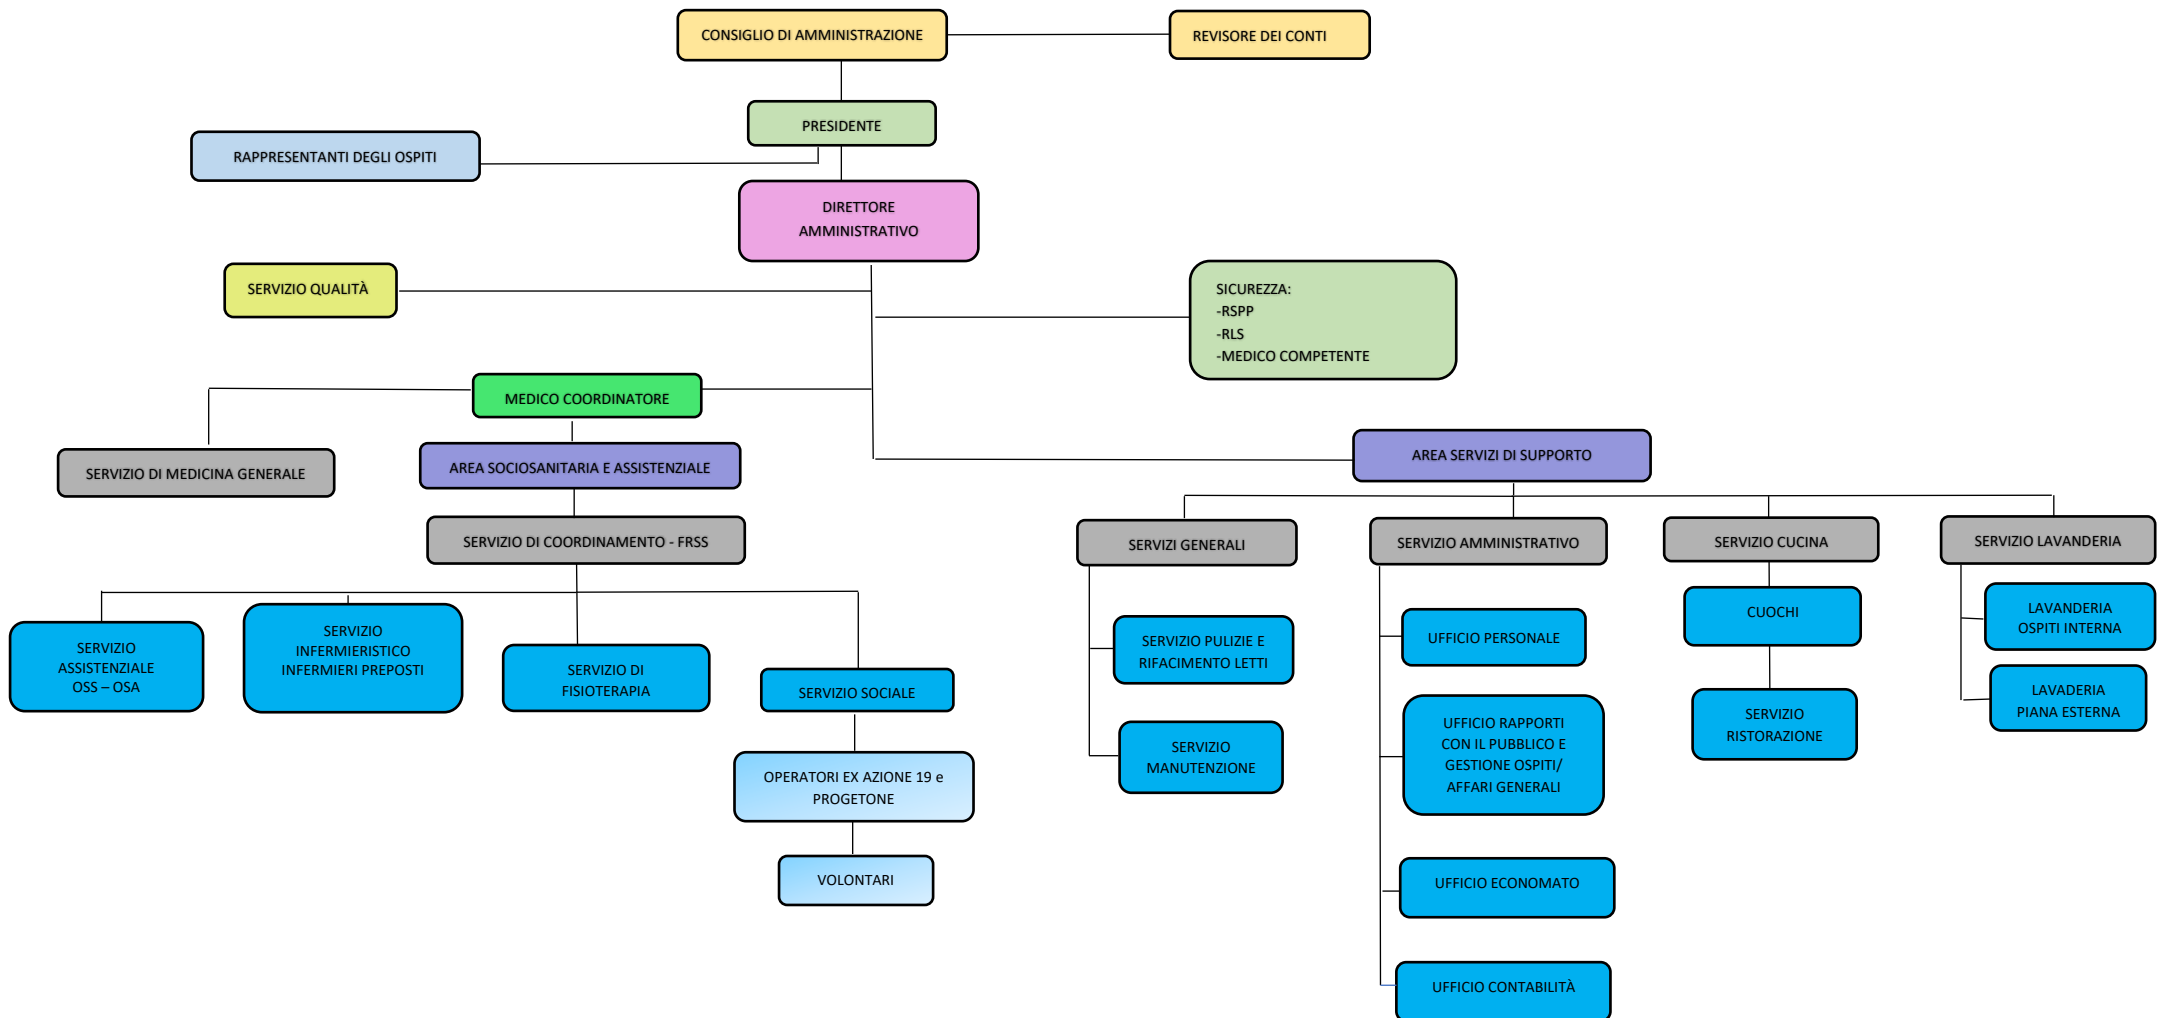 CONSIGLIO DI AMMINISTRAZIONE
REVISORE DEI CONTI
PRESIDENTE
RAPPRESENTANTI DEGLI OSPITI
DIRETTORE
AMMINISTRATIVO
SERVIZIO QUALITÀ
SICUREZZA:
-RSPP
-RLS
-MEDICO COMPETENTE
MEDICO COORDINATORE
SERVIZIO DI MEDICINA GENERALE
AREA SOCIOSANITARIA E ASSISTENZIALE
AREA SERVIZI DI SUPPORTO
SERVIZIO DI COORDINAMENTO - FRSS
SERVIZI GENERALI
SERVIZIO AMMINISTRATIVO
SERVIZIO CUCINA
SERVIZIO LAVANDERIA
SERVIZIO
ASSISTENZIALE
OSS – OSA
SERVIZIO
INFERMIERISTICO
INFERMIERI PREPOSTI
SERVIZIO DI
FISIOTERAPIA
SERVIZIO SOCIALE
OPERATORI EX AZIONE 19 e
PROGETONE
VOLONTARI
SERVIZIO PULIZIE E
RIFACIMENTO LETTI
SERVIZIO
MANUTENZIONE
UFFICIO PERSONALE
UFFICIO RAPPORTI
CON IL PUBBLICO E
GESTIONE OSPITI/
AFFARI GENERALI
UFFICIO ECONOMATO
UFFICIO CONTABILITÀ
CUOCHI
SERVIZIO
RISTORAZIONE
LAVANDERIA
OSPITI INTERNA
LAVADERIA
PIANA ESTERNA